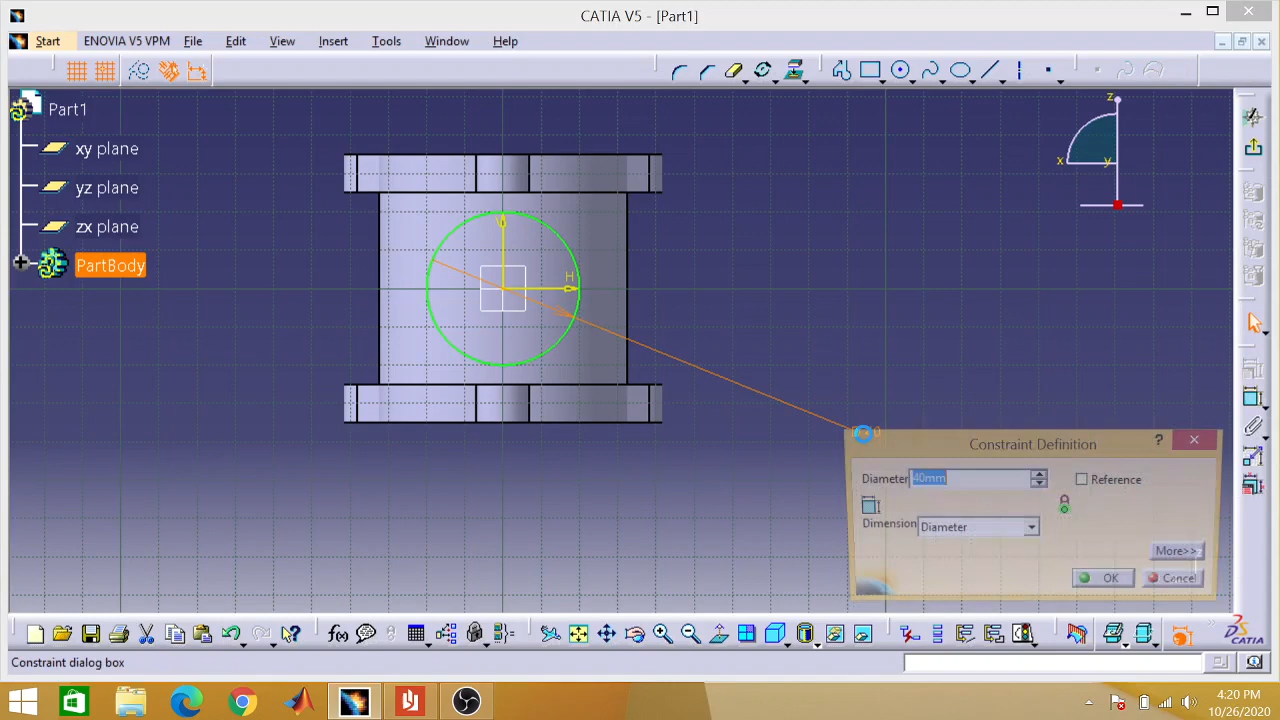 CATIA V5 - [Part1]
Start ENOVIA V5 VPM File Edit View Insert Tools Window Help
Part1
xy plane
yz plane
zx plane
PartBody
z
x
y
V
H
Constraint Definition
?
Diameter 40mm
Reference
Dimension Diameter
More>>
OK
Cancel
f(x)
Constraint dialog box
CATIA
4:20 PM
10/26/2020